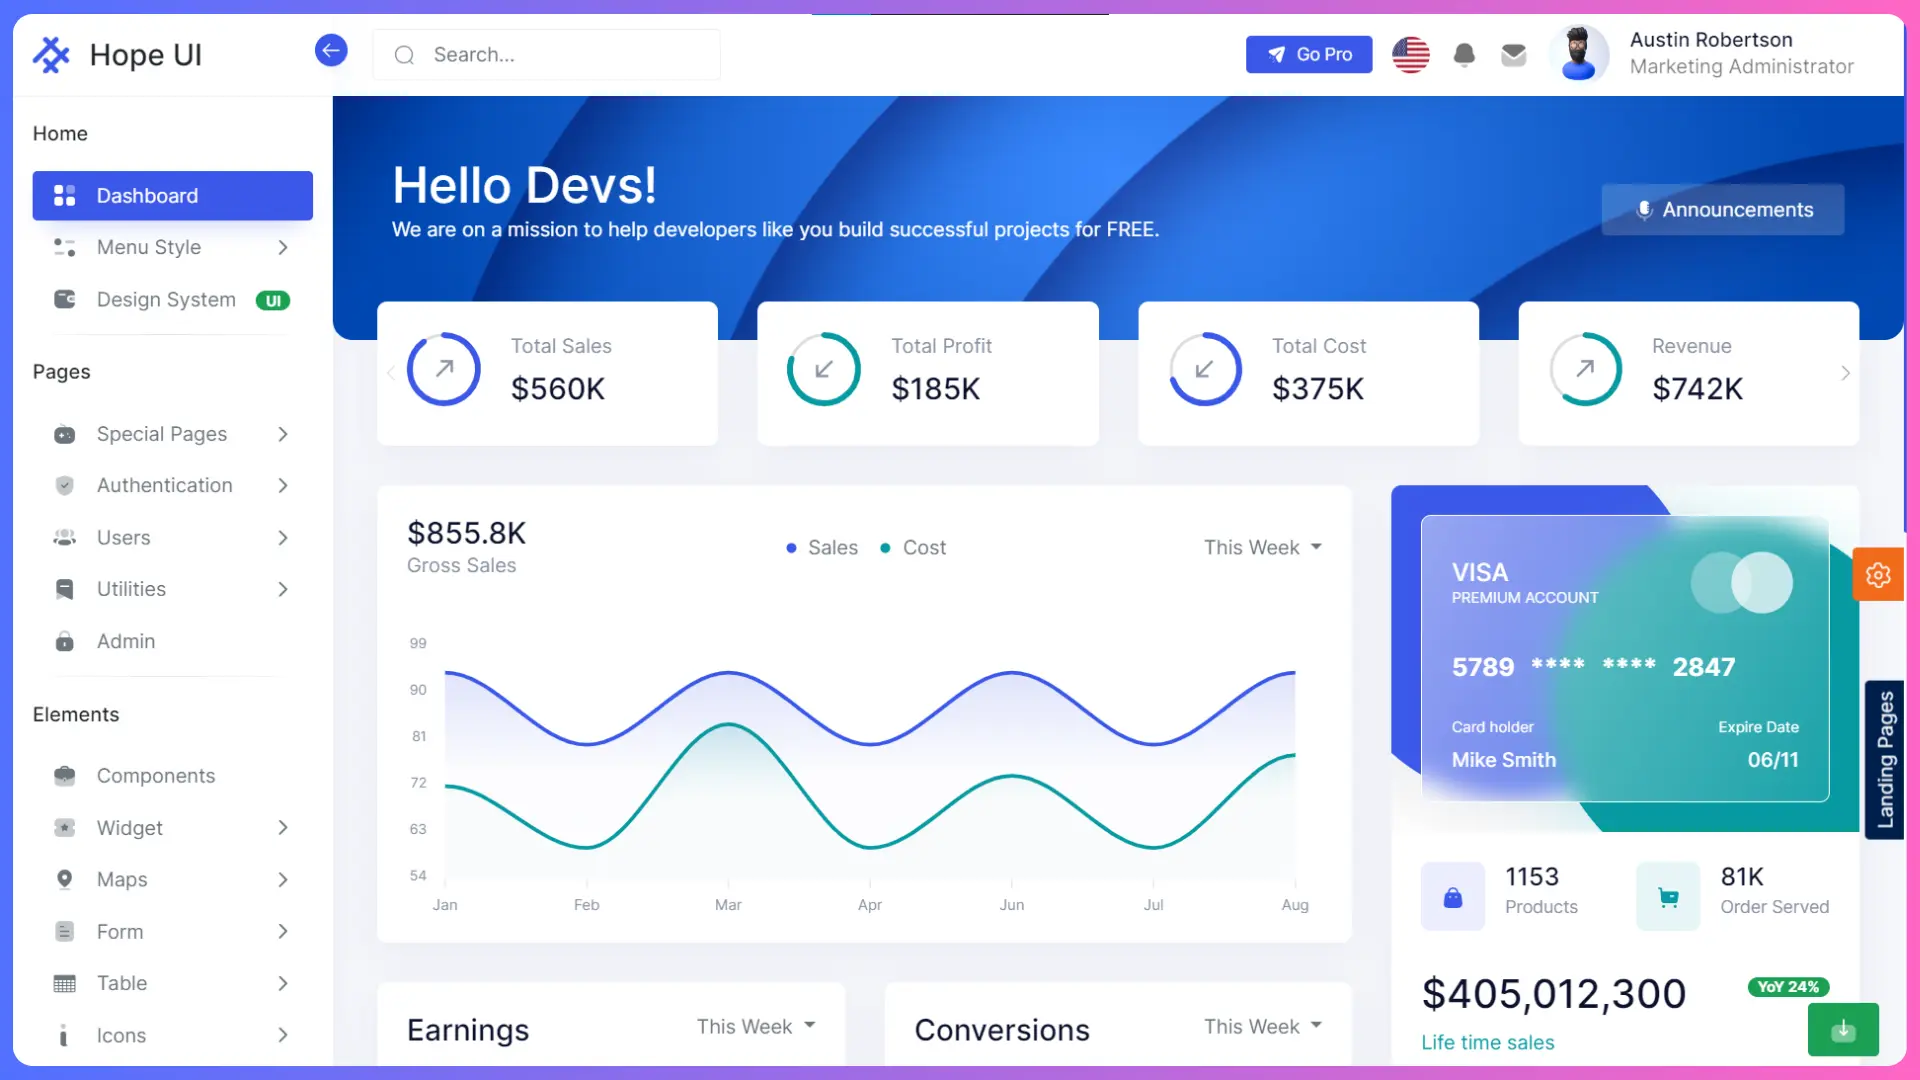 Hope UI
Search...
Go Pro
Austin Robertson
Marketing Administrator
Home
Dashboard
Menu Style
Design System UI
Pages
Special Pages
Authentication
Users
Utilities
Admin
Elements
Components
Widget
Maps
Form
Table
Icons
Hello Devs!
We are on a mission to help developers like you build successful projects for FREE.
Announcements
Total Sales
$560K
Total Profit
$185K
Total Cost
$375K
Revenue
$742K
$855.8K
Gross Sales
Sales Cost
This Week
99
90
81
72
63
54
Jan Feb Mar Apr Jun Jul Aug
VISA
PREMIUM ACCOUNT
5789 **** **** 2847
Card holder Expire Date
Mike Smith 06/11
Landing Pages
1153
Products
81K
Order Served
$405,012,300
YoY 24%
Life time sales
Earnings This Week
Conversions This Week